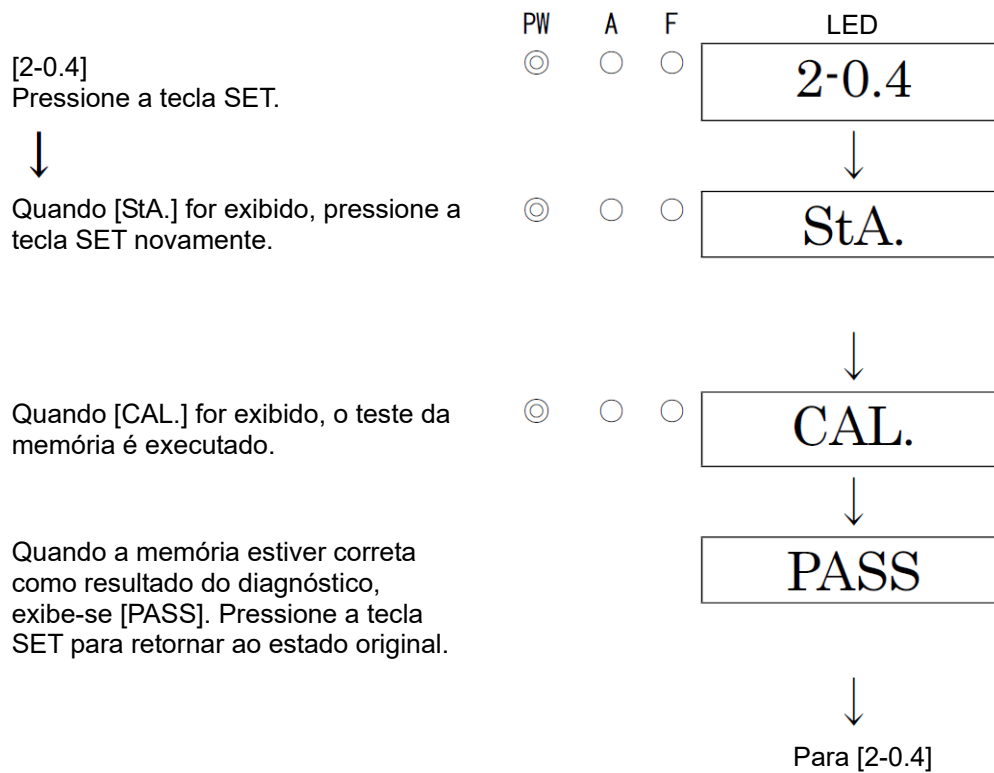 PW A F LED
[2-0.4]
Pressione a tecla SET.
2-0.4
Quando [StA.] for exibido, pressione a
tecla SET novamente.
StA.
Quando [CAL.] for exibido, o teste da
memória é executado.
CAL.
Quando a memória estiver correta
como resultado do diagnóstico,
exibe-se [PASS]. Pressione a tecla
SET para retornar ao estado original.
PASS
Para [2-0.4]